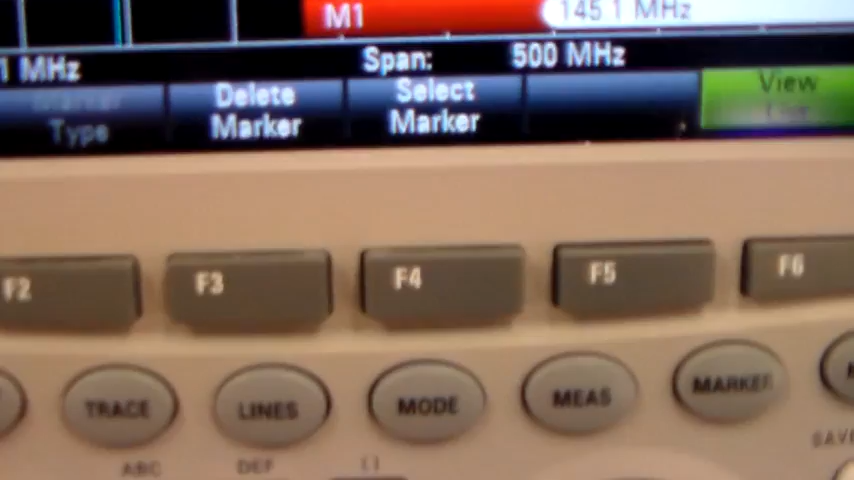 M1 145.1 MHz
1 MHz Span: 500 MHz
Marker Type Delete Marker Select Marker View
F2 F3 F4 F5 F6
TRACE LINES MODE MEAS MARKER
SAVE
ABC DEF ( )